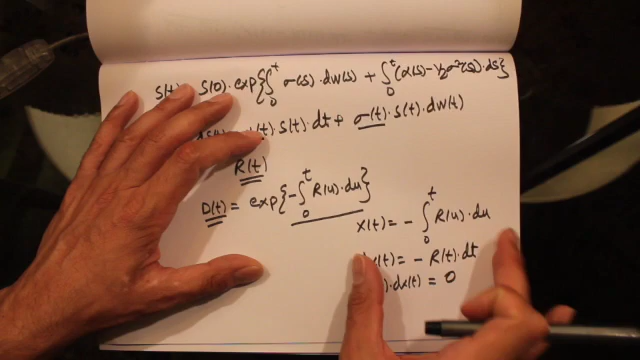 S(t) S(0)·exp{∫₀ᵗ σ(s)·dW(s) + ∫₀ᵗ (α(s) - ½σ²(s))·ds}
(t)·S(t)·dt + σ(t)·S(t)·dW(t)
R(t)
D(t) = exp{-∫₀ᵗ R(u)·du}
X(t) = - ∫₀ᵗ R(u)·du
(t) = - R(t)·dt
)·dX(t) = 0